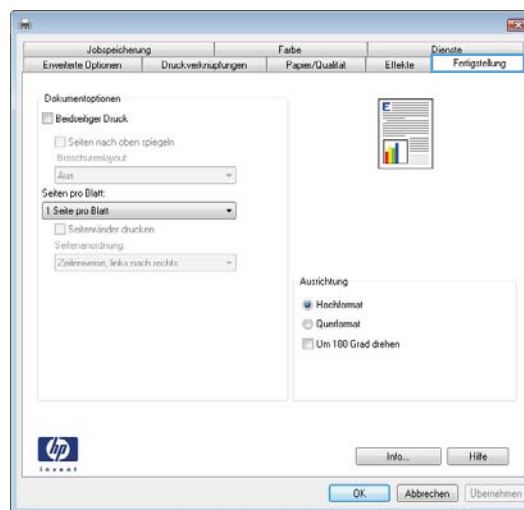 Jobspeicherung Farbe Dienste
Erweiterte Optionen Druckverknüpfungen Papier/Qualität Effekte Fertigstellung
Dokumentoptionen
Beidseitiger Druck
Seiten nach oben spiegeln
Broschürenlayout:
Aus
Seiten pro Blatt:
1 Seite pro Blatt
Seitenränder drucken
Seitenanordnung:
Zeilenweise, links nach rechts
E
Ausrichtung
Hochformat
Querformat
Um 180 Grad drehen
hp
invent
Info... Hilfe
OK Abbrechen Übernehmen